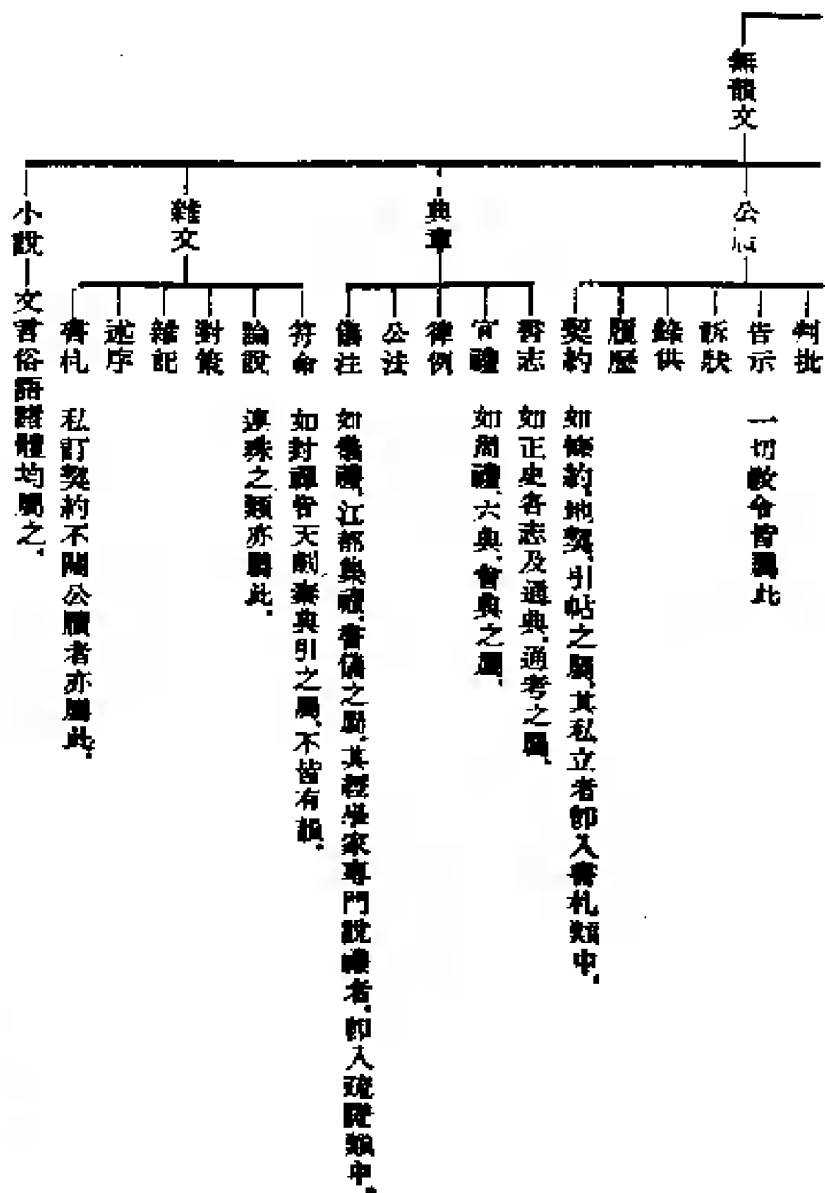 無韻文
公牘
判批
告示 一切教令皆屬此
訴狀
錄供
履歷
契約 如條約、地契、引帖之屬、其私立者即入書札類中、
典章
書志 如正史各志及通典、通考之屬、
官禮 如周禮、六典、會典之屬、
律例
公法
儀注 如儀禮、江都集禮、書儀之屬、其經學家專門說禮者、即入疏證類中、
雜文
符命 如封禪告天劇秦典引之屬、不皆有韻、
論說 連珠之類亦屬此、
對策
雜記
述序
書札 私訂契約不關公牘者亦屬此、
小說—文言俗語諸體均屬之、